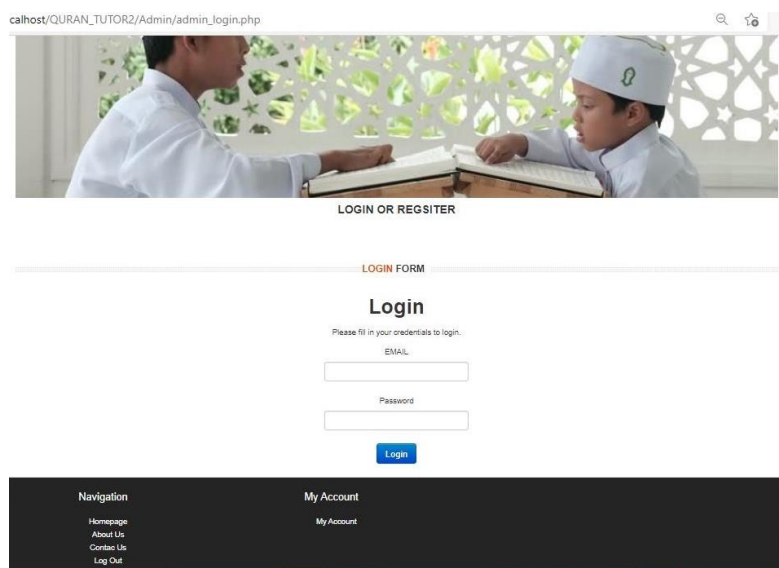 calhost/QURAN_TUTOR2/Admin/admin_login.php
LOGIN OR REGSITER
LOGIN FORM
Login
Please fill in your credentials to login.
EMAIL
Password
Login
Navigation
My Account
Homepage
My Account
About Us
Contac Us
Log Out